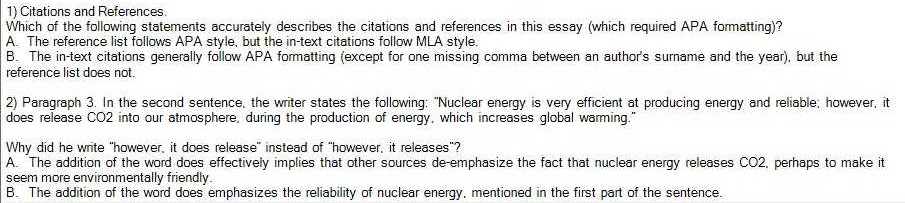 1) Citations and References.
Which of the following statements accurately describes the citations and references in this essay (which required APA formatting)?
A. The reference list follows APA style, but the in-text citations follow MLA style.
B. The in-text citations generally follow APA formatting (except for one missing comma between an author's surname and the year), but the
reference list does not.
2) Paragraph 3. In the second sentence, the writer states the following: "Nuclear energy is very efficient at producing energy and reliable; however, it
does release CO2 into our atmosphere, during the production of energy, which increases global warming."
Why did he write "however, it does release" instead of "however, it releases"?
A. The addition of the word does effectively implies that other sources de-emphasize the fact that nuclear energy releases CO2, perhaps to make it
seem more environmentally friendly.
B. The addition of the word does emphasizes the reliability of nuclear energy, mentioned in the first part of the sentence.